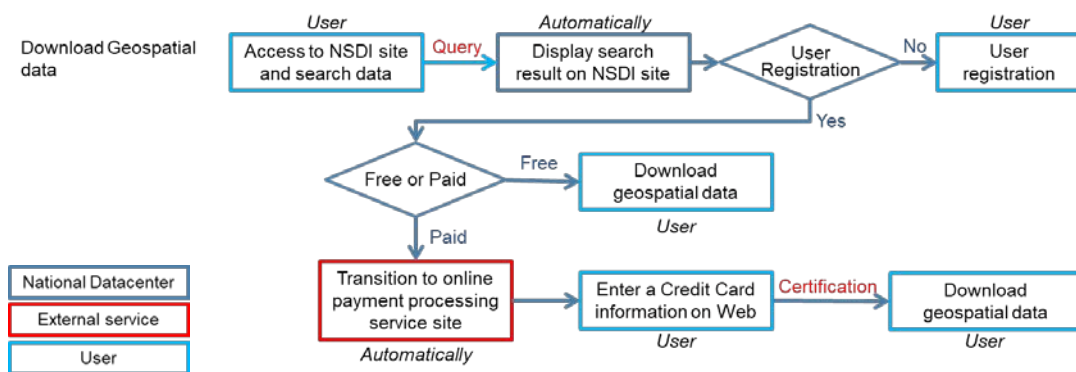 User
Automatically
User
Download Geospatial
data
Access to NSDI site
and search data
Query
Display search
result on NSDI site
User
Registration
No
User
registration
Yes
Free or Paid
Free
Download
geospatial data
User
Paid
National Datacenter
External service
User
Transition to online
payment processing
service site
Automatically
Enter a Credit Card
information on Web
User
Certification
Download
geospatial data
User